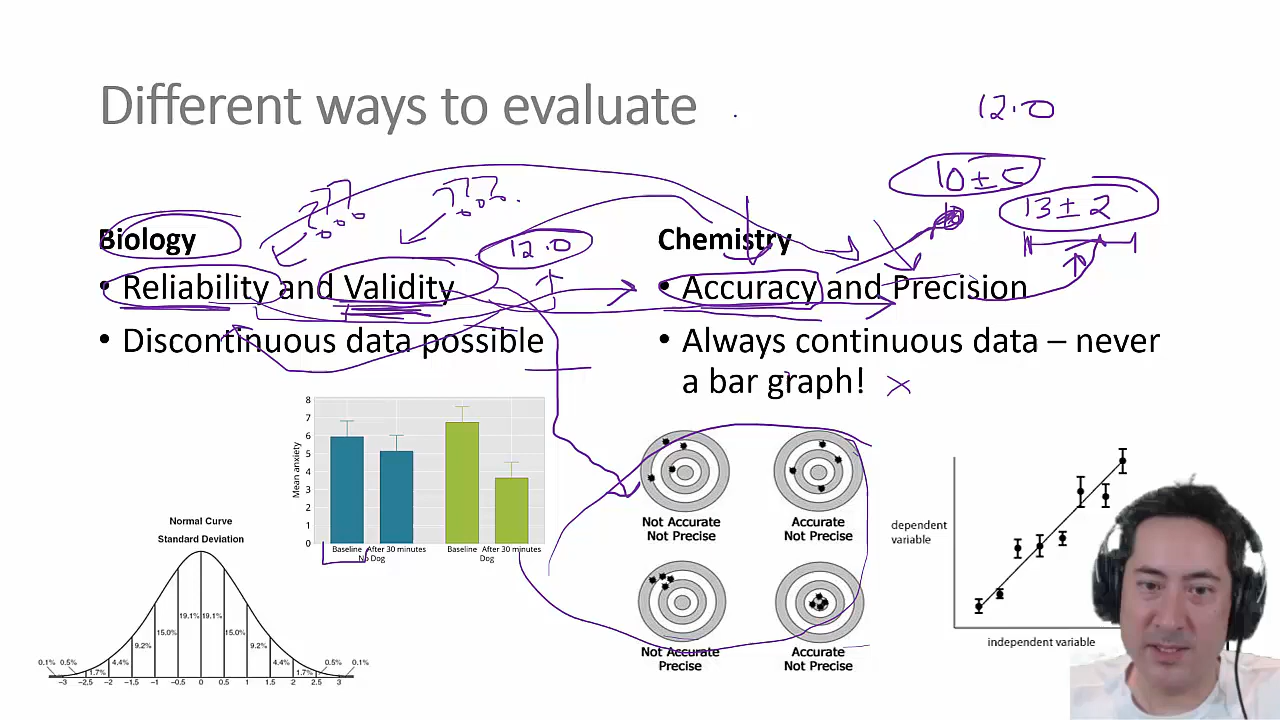 Different ways to evaluate
12.0
10 ± 5
13 ± 2
???
???
12.0
Biology
• Reliability and Validity
• Discontinuous data possible
Chemistry
• Accuracy and Precision
• Always continuous data – never
a bar graph!
8
7
6
5
4
3
2
1
0
Mean anxiety
Baseline After 30 minutes Baseline After 30 minutes
No Dog Dog
Normal Curve
Standard Deviation
0.1% 0.5% 1.7% 4.4% 9.2% 15.0% 19.1% 19.1% 15.0% 9.2% 4.4% 1.7% 0.5% 0.1%
−3 −2.5 −2 −1.5 −1 −0.5 0 0.5 1 1.5 2 2.5 3
Not Accurate
Not Precise
Accurate
Not Precise
Not Accurate
Precise
Accurate
Not Precise
dependent
variable
independent variable